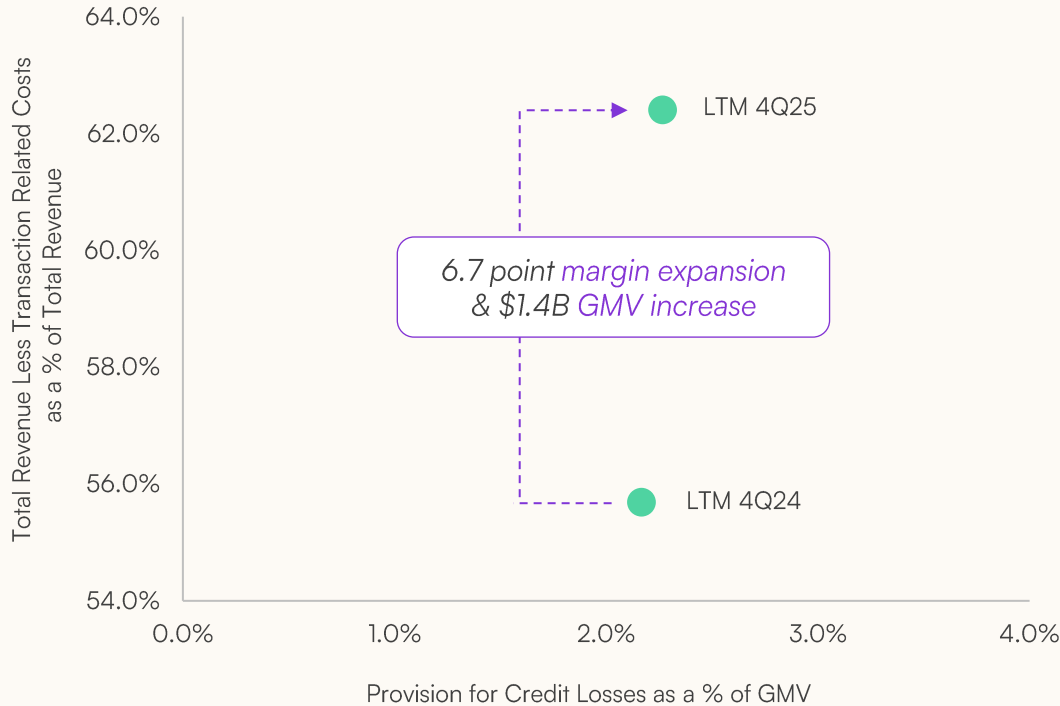 64.0%
62.0%
60.0%
58.0%
56.0%
54.0%
Total Revenue Less Transaction Related Costs
as a % of Total Revenue
LTM 4Q25
6.7 point margin expansion
& $1.4B GMV increase
LTM 4Q24
0.0%
1.0%
2.0%
3.0%
4.0%
Provision for Credit Losses as a % of GMV